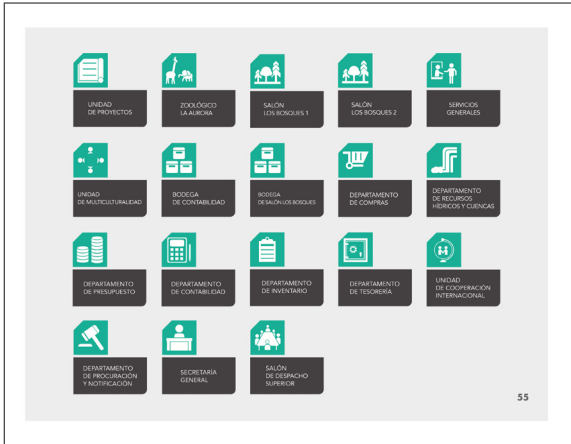 UNIDAD
DE PROYECTOS
ZOOLÓGICO
LA AURORA
SALÓN
LOS BOSQUES 1
SALÓN
LOS BOSQUES 2
SERVICIOS
GENERALES
UNIDAD
DE MULTICULTURALIDAD
BODEGA
DE CONTABILIDAD
BODEGA
DE SALÓN LOS BOSQUES
DEPARTAMENTO
DE COMPRAS
DEPARTAMENTO
DE RECURSOS
HÍDRICOS Y CUENCAS
DEPARTAMENTO
DE PRESUPUESTO
DEPARTAMENTO
DE CONTABILIDAD
DEPARTAMENTO
DE INVENTARIO
DEPARTAMENTO
DE TESORERÍA
UNIDAD
DE COOPERACIÓN
INTERNACIONAL
DEPARTAMENTO
DE PROCURACIÓN
Y NOTIFICACIÓN
SECRETARÍA
GENERAL
SALÓN
DE DESPACHO
SUPERIOR
55